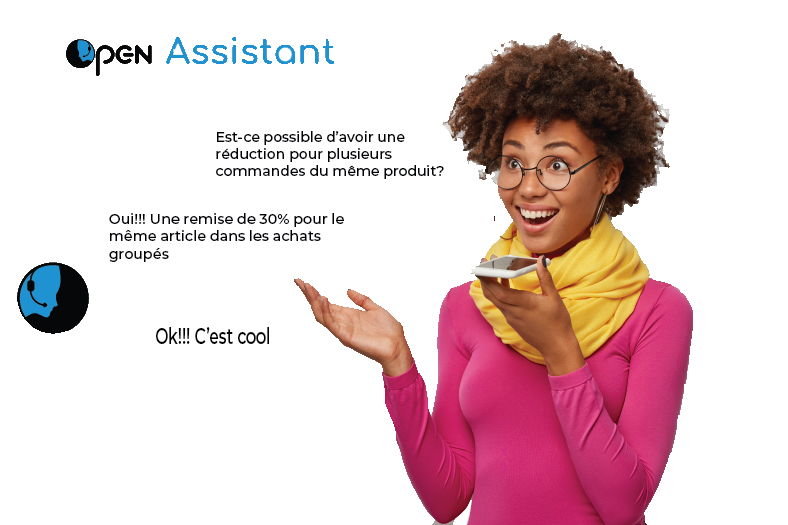 OPEN Assistant
Est-ce possible d'avoir une
réduction pour plusieurs
commandes du même produit?
Oui!!! Une remise de 30% pour le
même article dans les achats
groupés
Ok!!! C'est cool